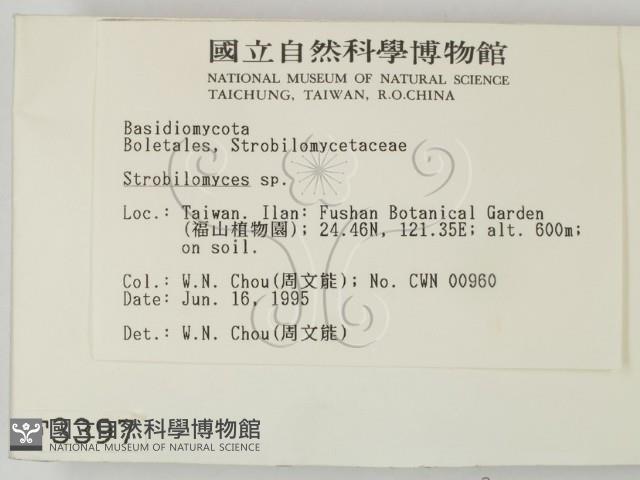 國立自然科學博物館
NATIONAL MUSEUM OF NATURAL SCIENCE
TAICHUNG, TAIWAN, R.O.CHINA
Basidiomycota
Boletales, Strobilomycetaceae
Strobilomyces sp.
Loc.: Taiwan. Ilan: Fushan Botanical Garden
(福山植物園); 24.46N, 121.35E; alt. 600m;
on soil.
Col.: W.N. Chou(周文能); No. CWN 00960
Date: Jun. 16, 1995
Det.: W.N. Chou(周文能)
3397
國立自然科學博物館
NATIONAL MUSEUM OF NATURAL SCIENCE